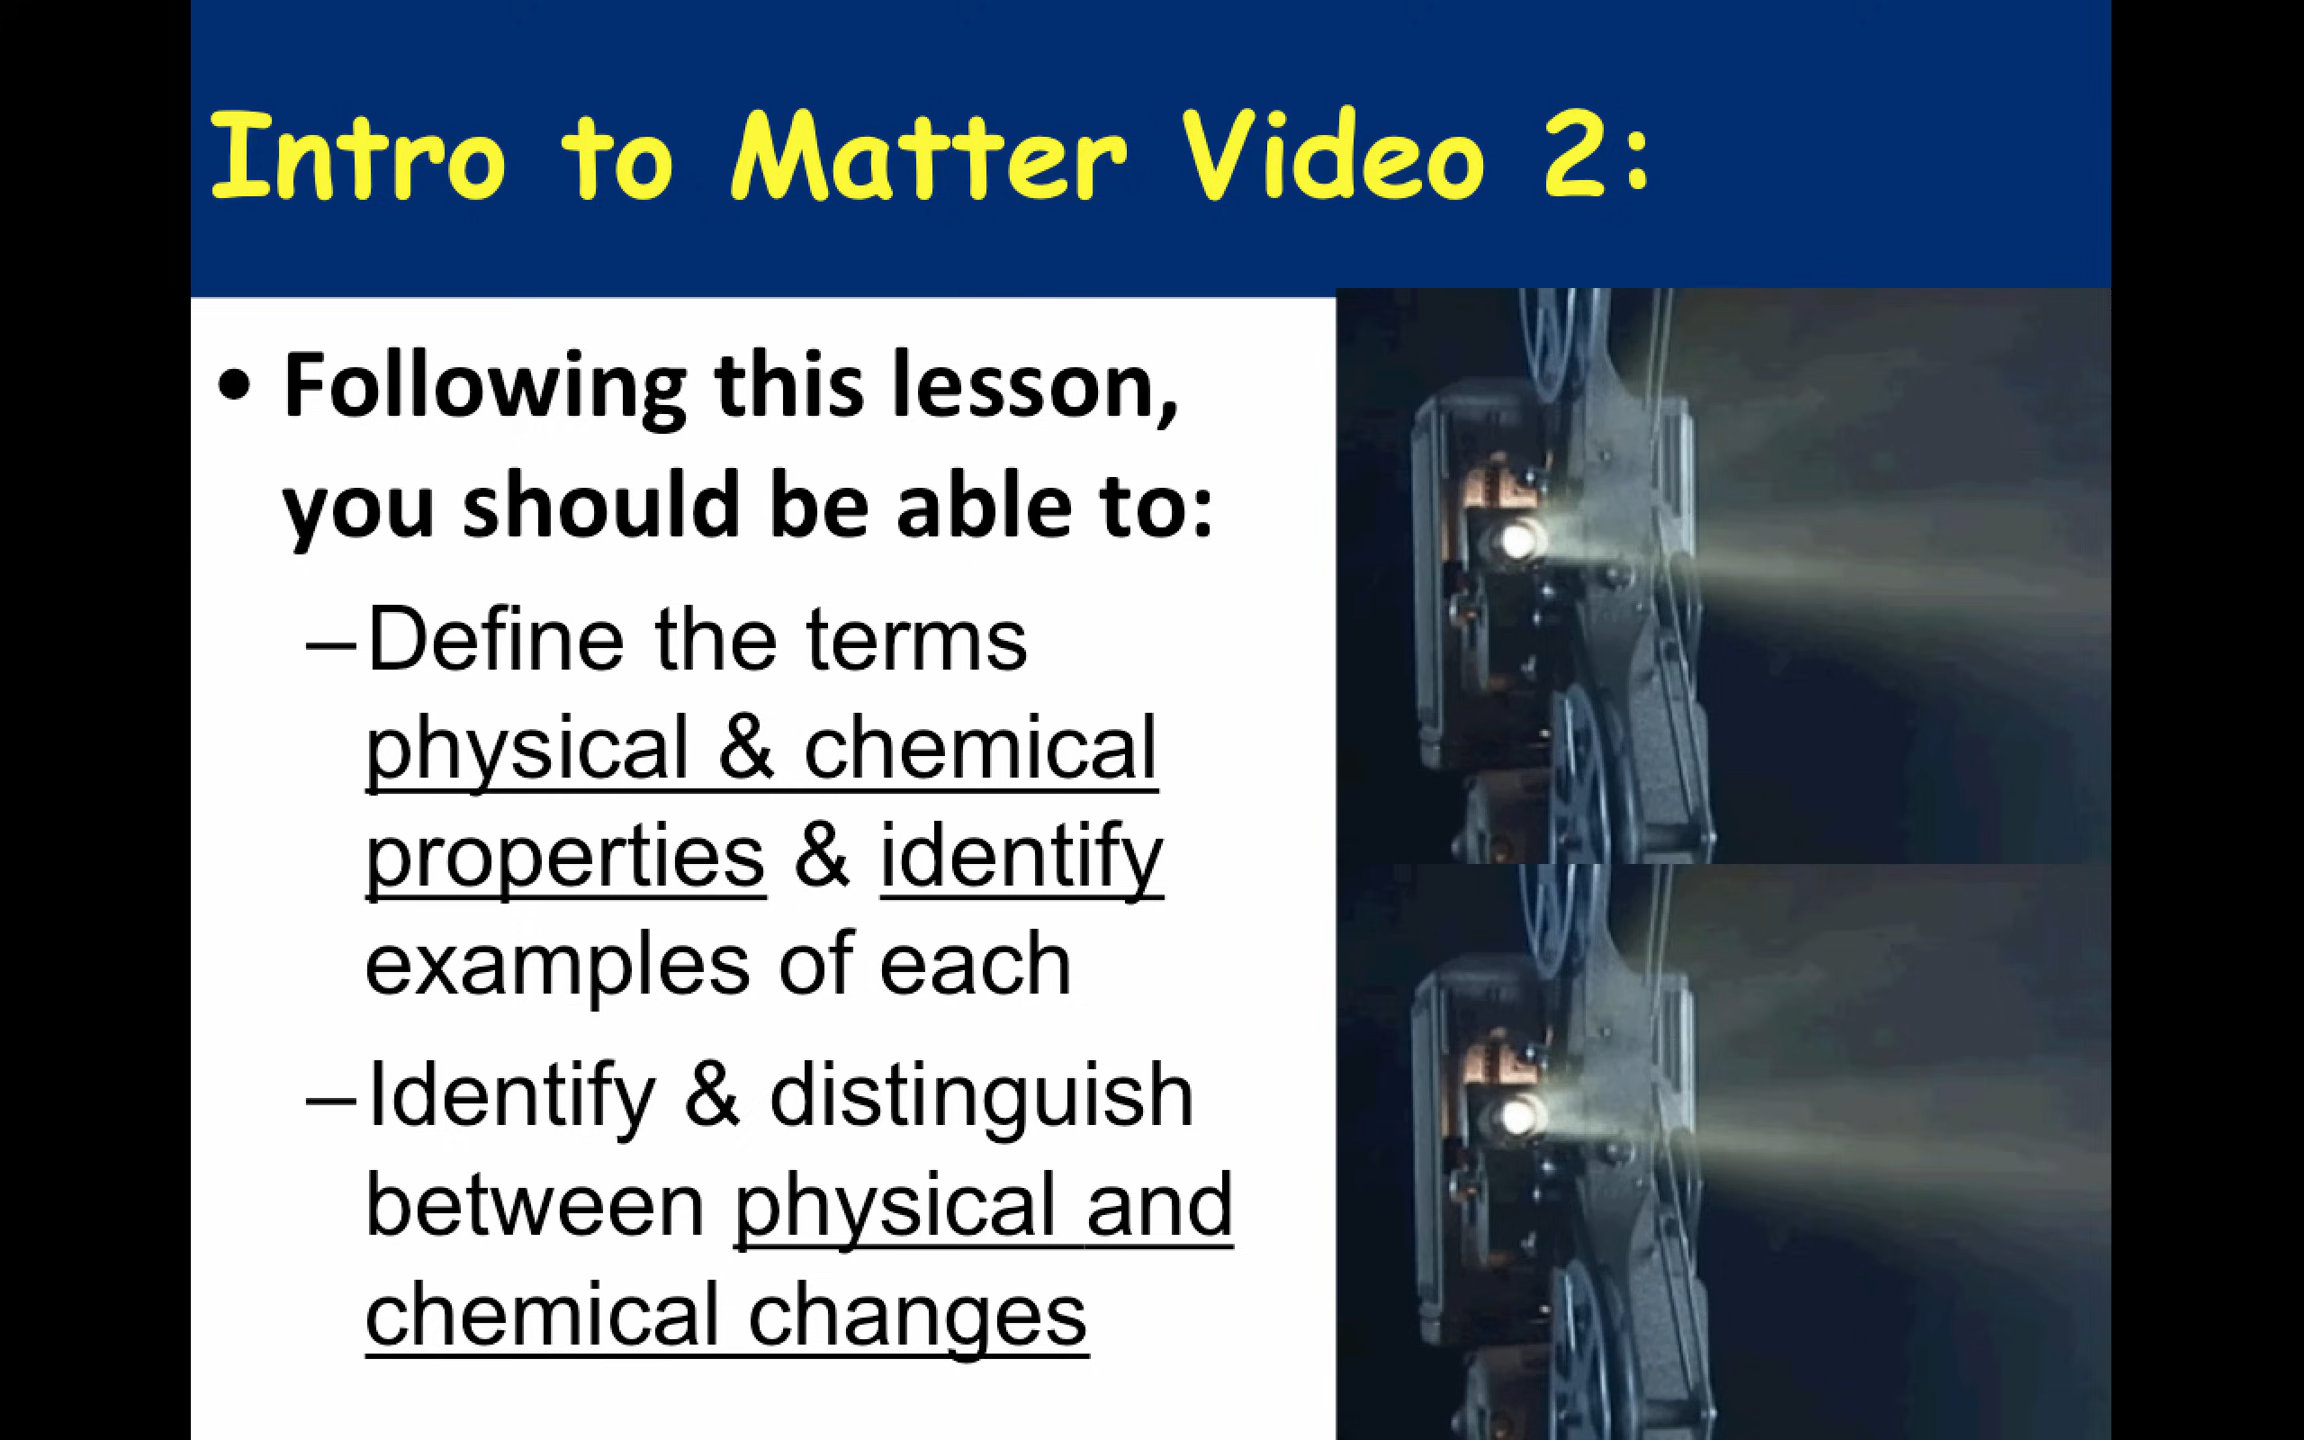 Intro to Matter Video 2:
• Following this lesson,
you should be able to:
–Define the terms
physical & chemical
properties & identify
examples of each
–Identify & distinguish
between physical and
chemical changes